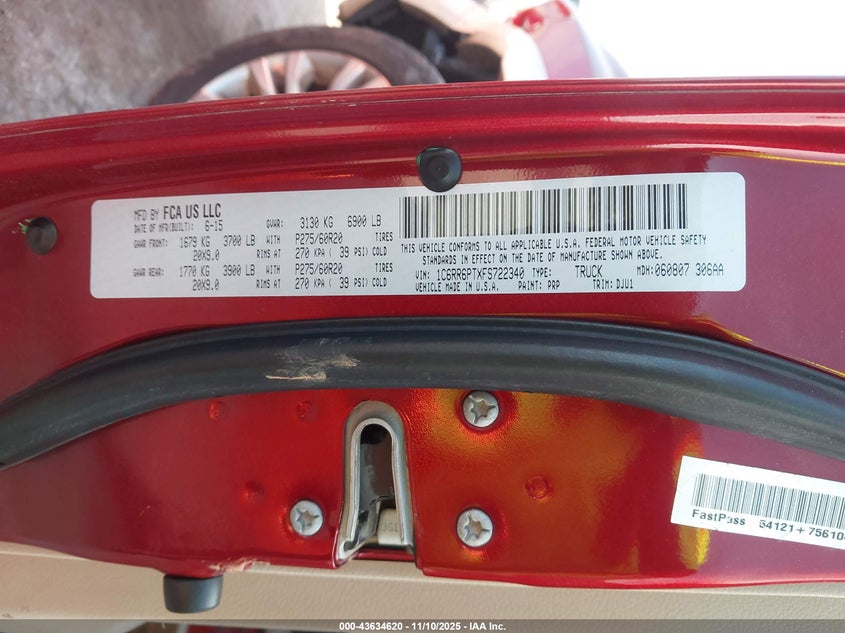 MFD BY FCA US LLC
DATE OF MFR(BUILT): 6-15 GVWR: 3130 KG 6900 LB
GAWR FRONT: 1679 KG 3700 LB WITH P275/60R20 TIRES
20X9.0 RIMS AT 270 KPA ( 39 PSI) COLD
GAWR REAR: 1770 KG 3900 LB WITH P275/60R20 TIRES
20X9.0 RIMS AT 270 KPA ( 39 PSI) COLD
THIS VEHICLE CONFORMS TO ALL APPLICABLE U.S.A. FEDERAL MOTOR VEHICLE SAFETY
STANDARDS IN EFFECT ON THE DATE OF MANUFACTURE SHOWN ABOVE.
VIN: 1C6RR6PTXFS722340 TYPE: TRUCK MDH: 060807 306AA
VEHICLE MADE IN U.S.A. PAINT: PRP TRIM: DJU1
FastPass 54121+75610
000-43634620 - 11/10/2025 - IAA Inc.